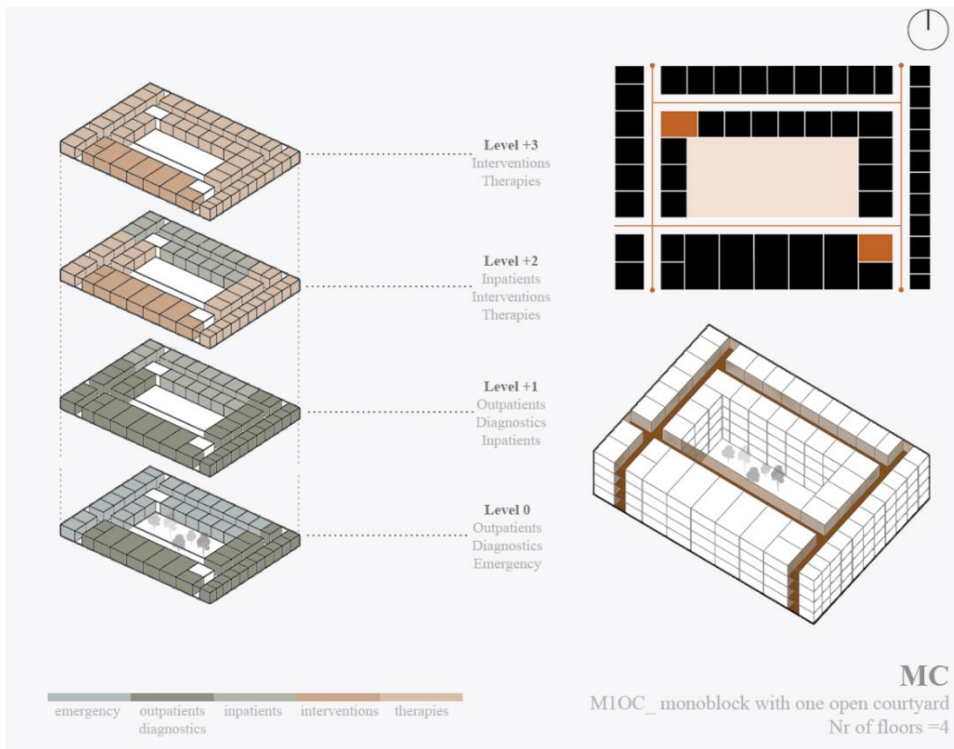 Level +3
Interventions
Therapies
Level +2
Inpatients
Interventions
Therapies
Level +1
Outpatients
Diagnostics
Inpatients
Level 0
Outpatients
Diagnostics
Emergency
emergency
outpatients
diagnostics
inpatients
interventions
therapies
MC
M1OC_ monoblock with one open courtyard
Nr of floors =4